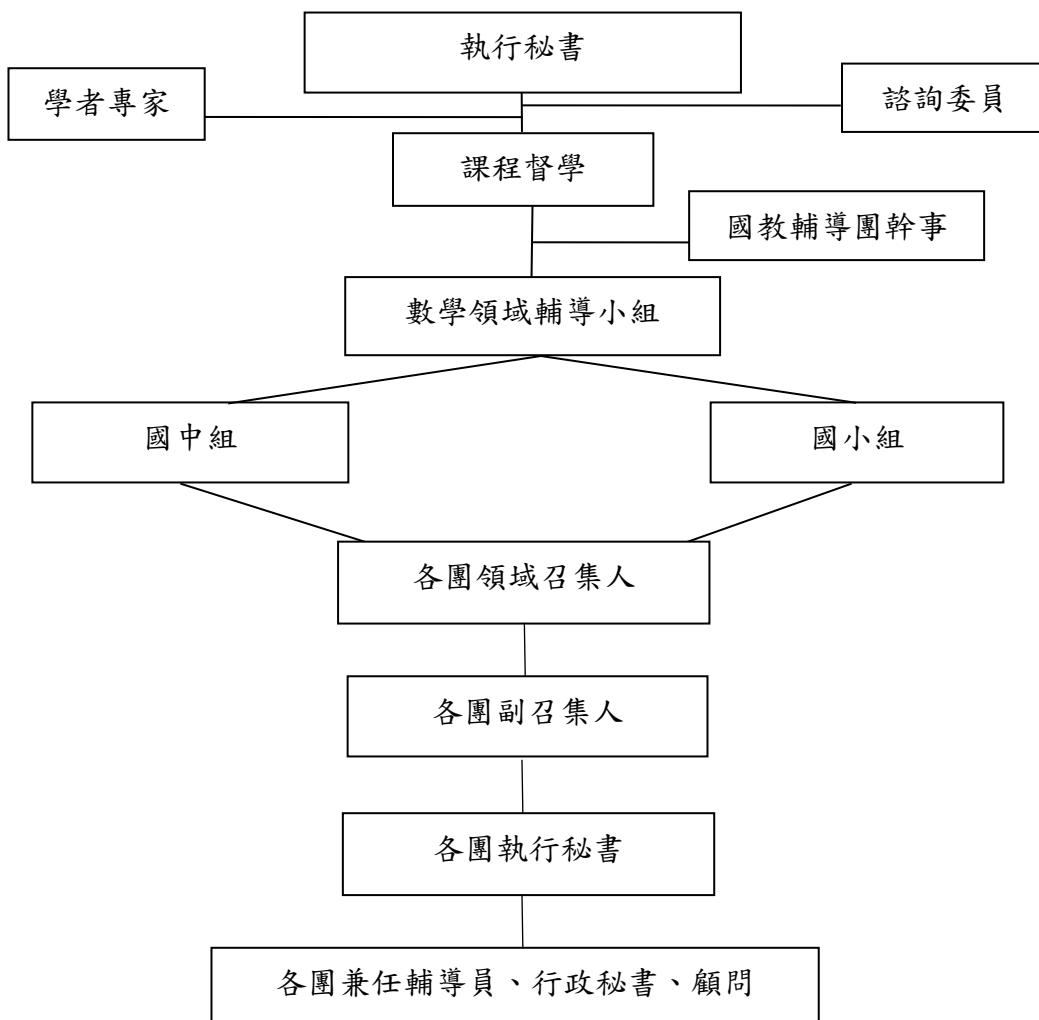 執行秘書
學者專家
諮詢委員
課程督學
國教輔導團幹事
數學領域輔導小組
國中組
國小組
各團領域召集人
各團副召集人
各團執行秘書
各團兼任輔導員、行政秘書、顧問